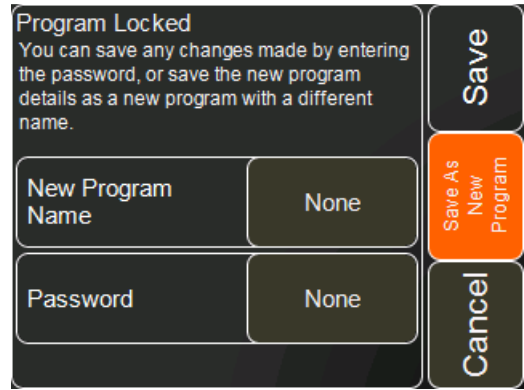 Program Locked
You can save any changes made by entering
the password, or save the new program
details as a new program with a different
name.
New Program
Name
None
Password
None
Save
Save As
New
Program
Cancel